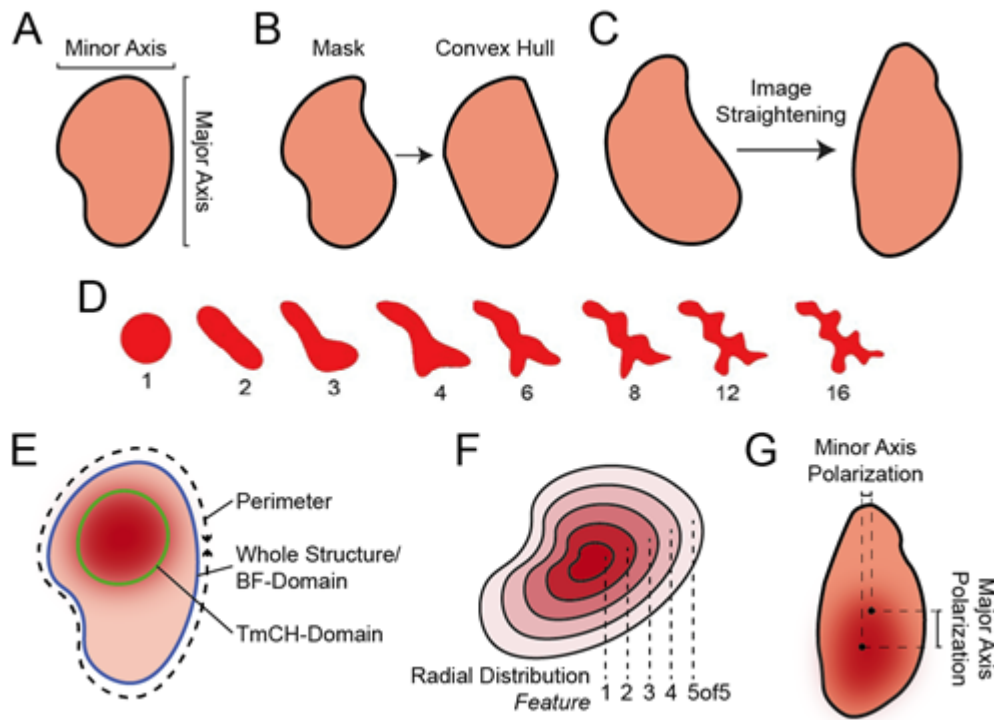 A
Minor Axis
Major Axis
B
Mask
Convex Hull
C
Image
Straightening
D
1
2
3
4
6
8
12
16
E
Perimeter
Whole Structure/
BF-Domain
TmCH-Domain
F
Radial Distribution
Feature
1
2
3
4
5of5
G
Minor Axis
Polarization
Major Axis
Polarization